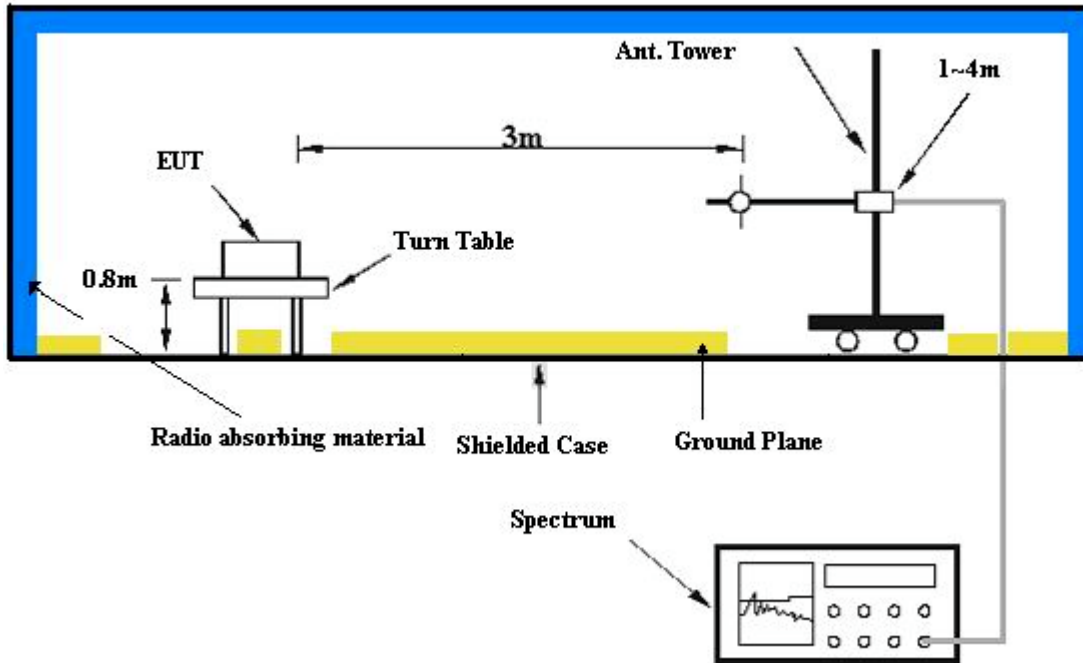 Ant. Tower
1~4m
3m
EUT
Turn Table
0.8m
Radio absorbing material
Shielded Case
Ground Plane
Spectrum